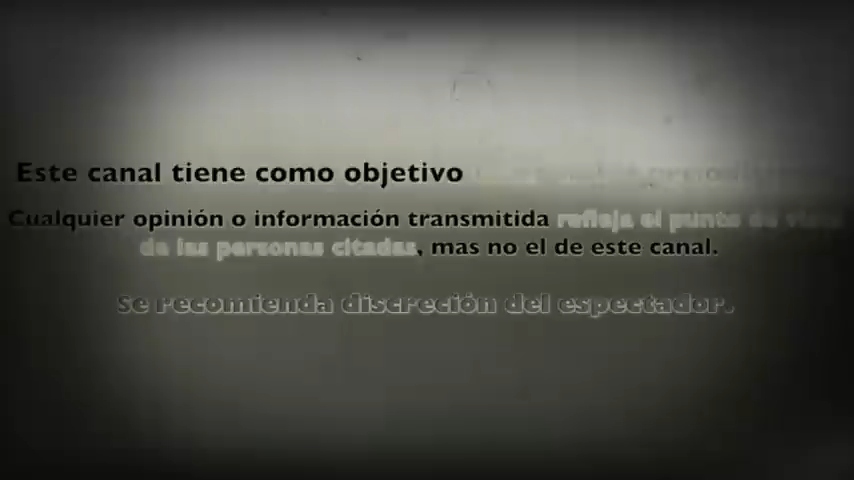 Este canal tiene como objetivo
Cualquier opinión o información transmitida refleja el punto de vista
de las personas citadas, mas no el de este canal.
Se recomienda discreción del espectador.